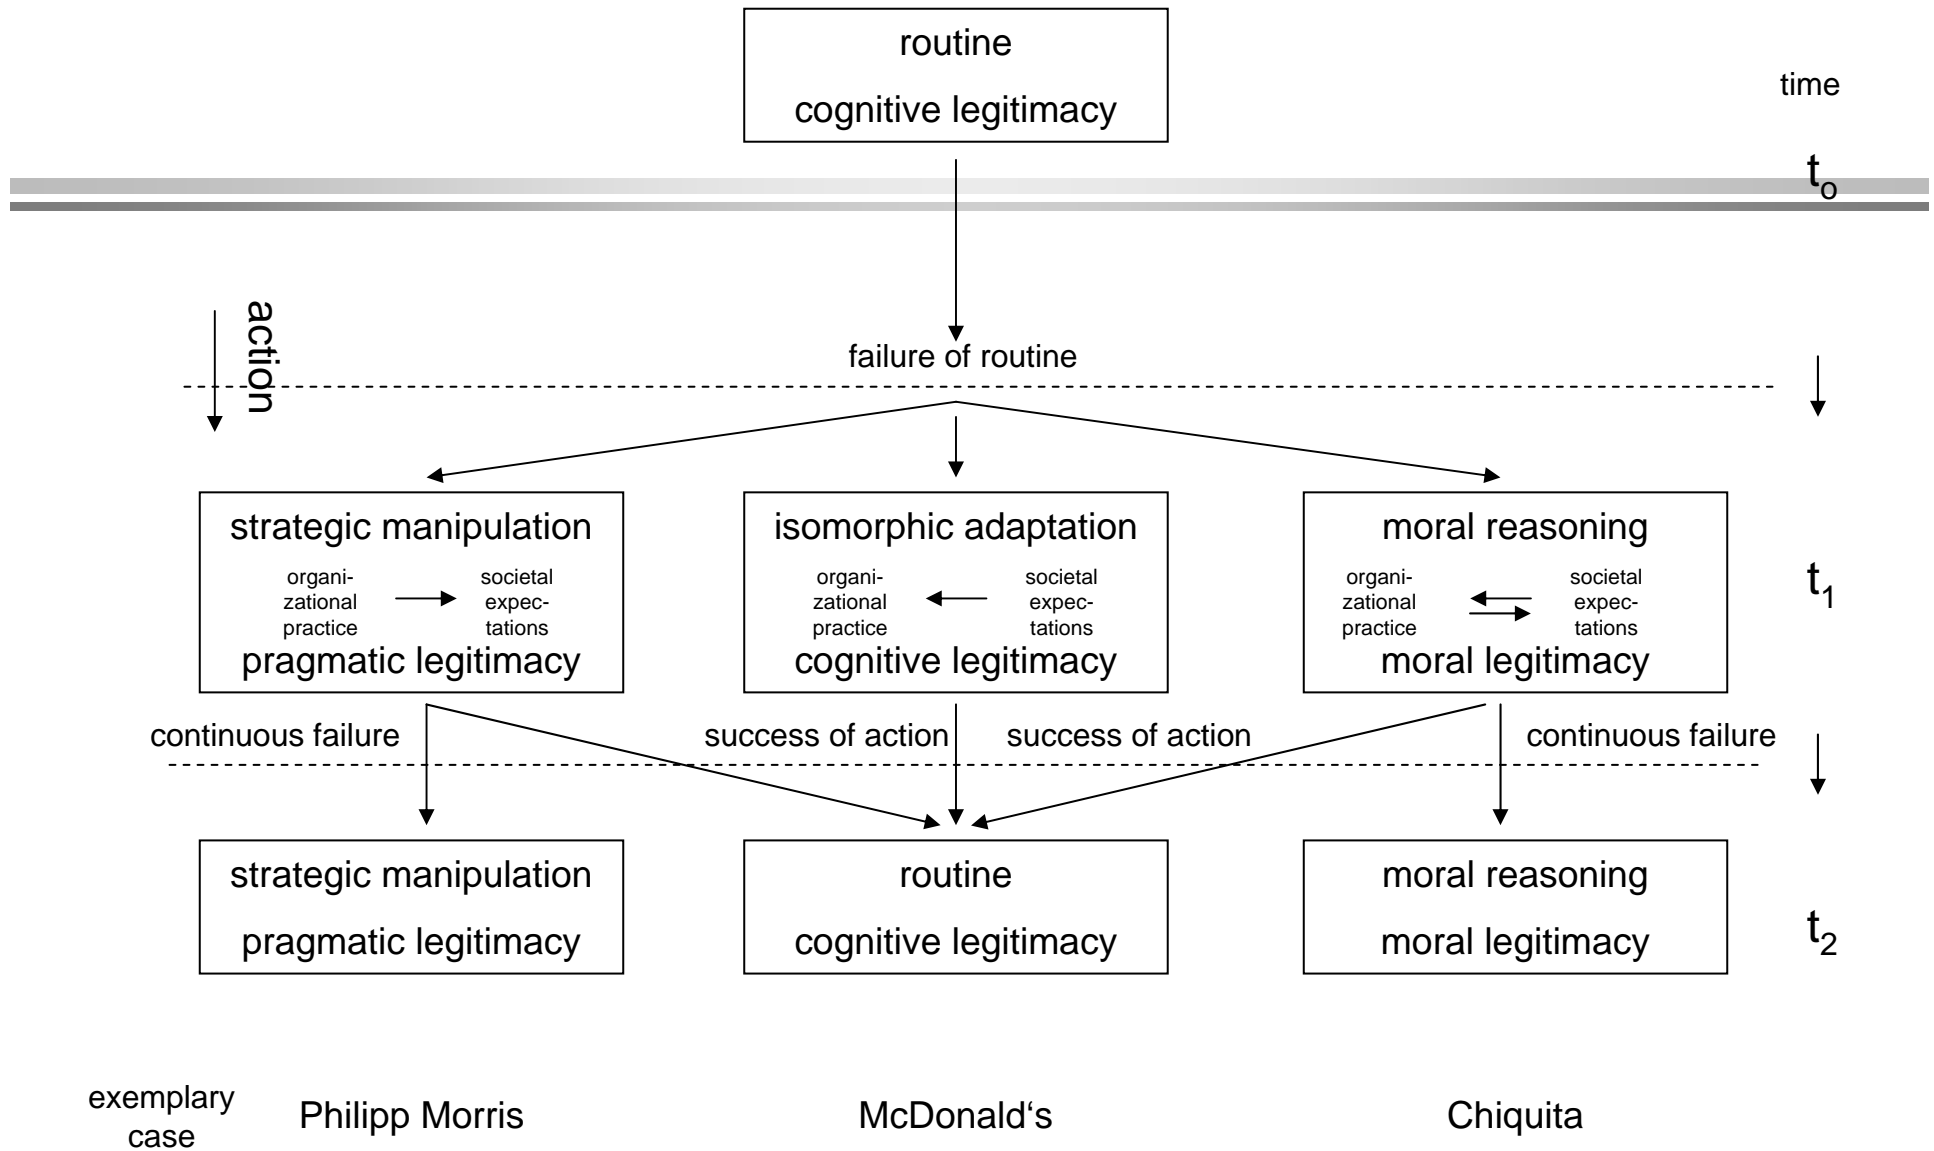 routine
cognitive legitimacy
time
to
action
failure of routine
strategic manipulation
organi-
zational
practice
societal
expec-
tations
pragmatic legitimacy
isomorphic adaptation
organi-
zational
practice
societal
expec-
tations
cognitive legitimacy
moral reasoning
organi-
zational
practice
societal
expec-
tations
moral legitimacy
t1
continuous failure
success of action
success of action
continuous failure
strategic manipulation
pragmatic legitimacy
routine
cognitive legitimacy
moral reasoning
moral legitimacy
t2
exemplary
case
Philipp Morris
McDonald‘s
Chiquita